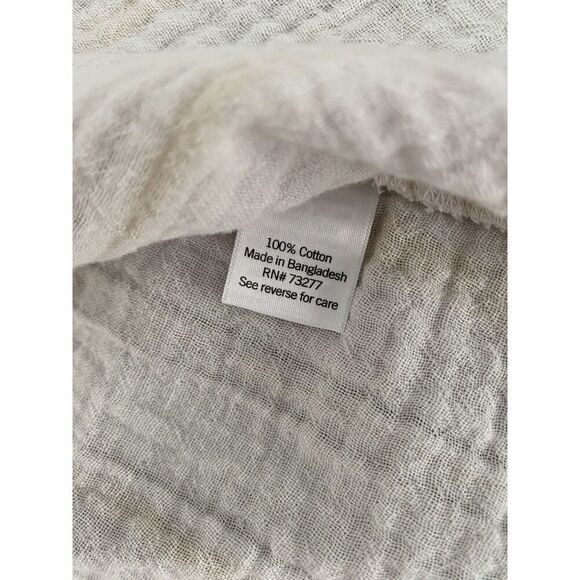 100% Cotton
Made in Bangladesh
RN# 73277
See reverse for care